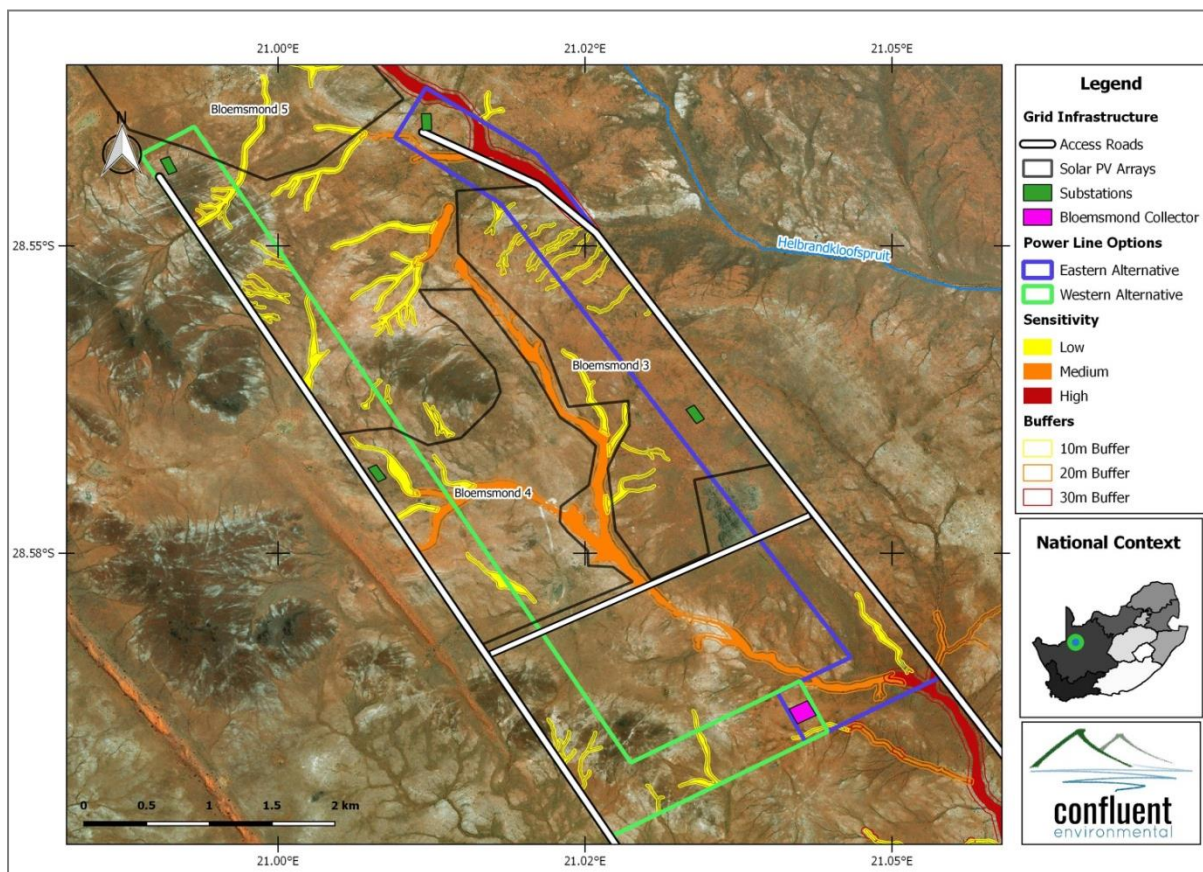 21.00°E
21.02°E
21.05°E
Bloemsmond 5
N
28.55°S
Helbrandkloofspruit
Bloemsmond 3
Bloemsmond 4
28.58°S
0 0.5 1 1.5 2 km
21.00°E
21.02°E
21.05°E
Legend
Grid Infrastructure
Access Roads
Solar PV Arrays
Substations
Bloemsmond Collector
Power Line Options
Eastern Alternative
Western Alternative
Sensitivity
Low
Medium
High
Buffers
10m Buffer
20m Buffer
30m Buffer
National Context
confluent
environmental